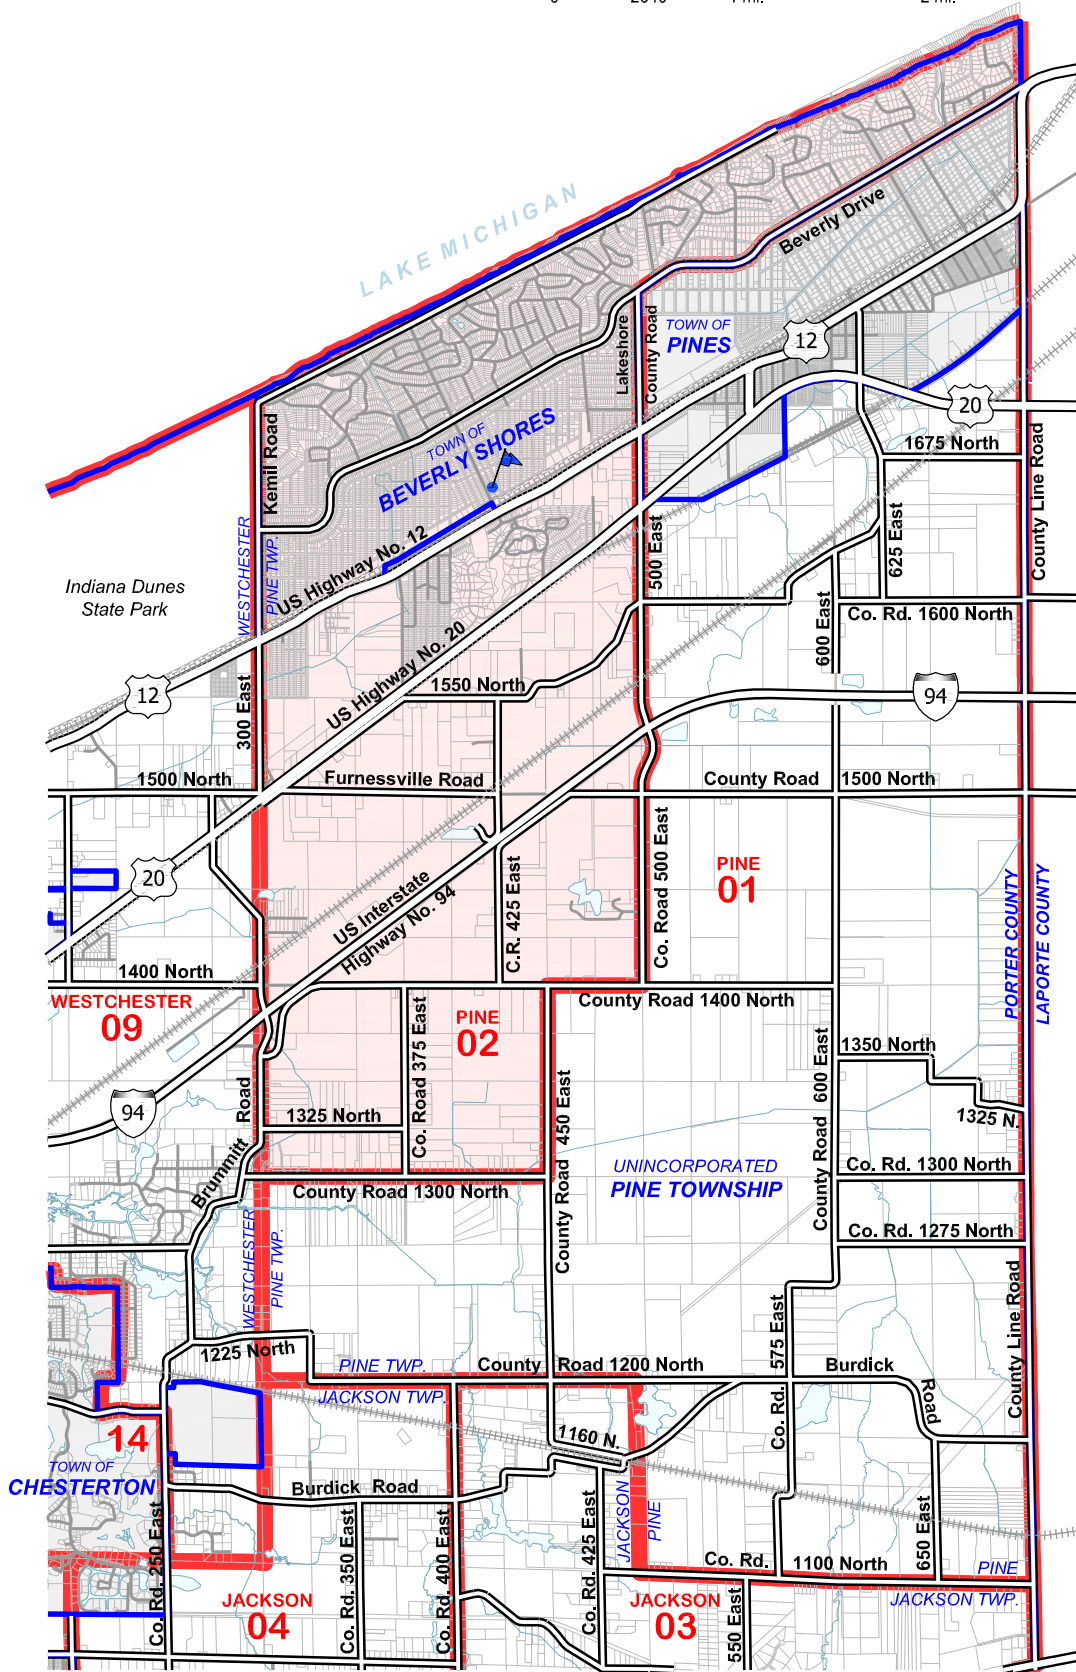 LAKE MICHIGAN
Beverly Drive
Lakeshore
County Road
TOWN OF
PINES
12
20
1675 North
County Line Road
Kemil Road
TOWN OF
BEVERLY SHORES
US Highway No. 12
WESTCHESTER
PINE TWP.
Indiana Dunes
State Park
500 East
625 East
Co. Rd. 1600 North
600 East
US Highway No. 20
1550 North
12
300 East
94
1500 North
Furnessville Road
County Road
1500 North
20
US Interstate
Highway No. 94
C.R. 425 East
Co. Road 500 East
PINE
01
PORTER COUNTY
LAPORTE COUNTY
1400 North
WESTCHESTER
09
PINE
02
County Road 1400 North
Co. Road 375 East
600 East
1350 North
94
Road
Brummitt
1325 North
450 East
County Road
1325 N.
UNINCORPORATED
PINE TOWNSHIP
County Road
Co. Rd. 1300 North
County Road 1300 North
Co. Rd. 1275 North
WESTCHESTER
PINE TWP.
County Line Road
575 East
Co. Rd.
1225 North
PINE TWP.
JACKSON TWP.
County
Road 1200 North
Burdick
Road
14
TOWN OF
CHESTERTON
1160 N.
Burdick Road
JACKSON
PINE
Co. Rd. 250 East
Co. Rd. 350 East
Co. Rd. 400 East
Co. Rd. 425 East
Co. Rd.
1100 North
650 East
PINE
JACKSON TWP.
JACKSON
04
JACKSON
03
550 East